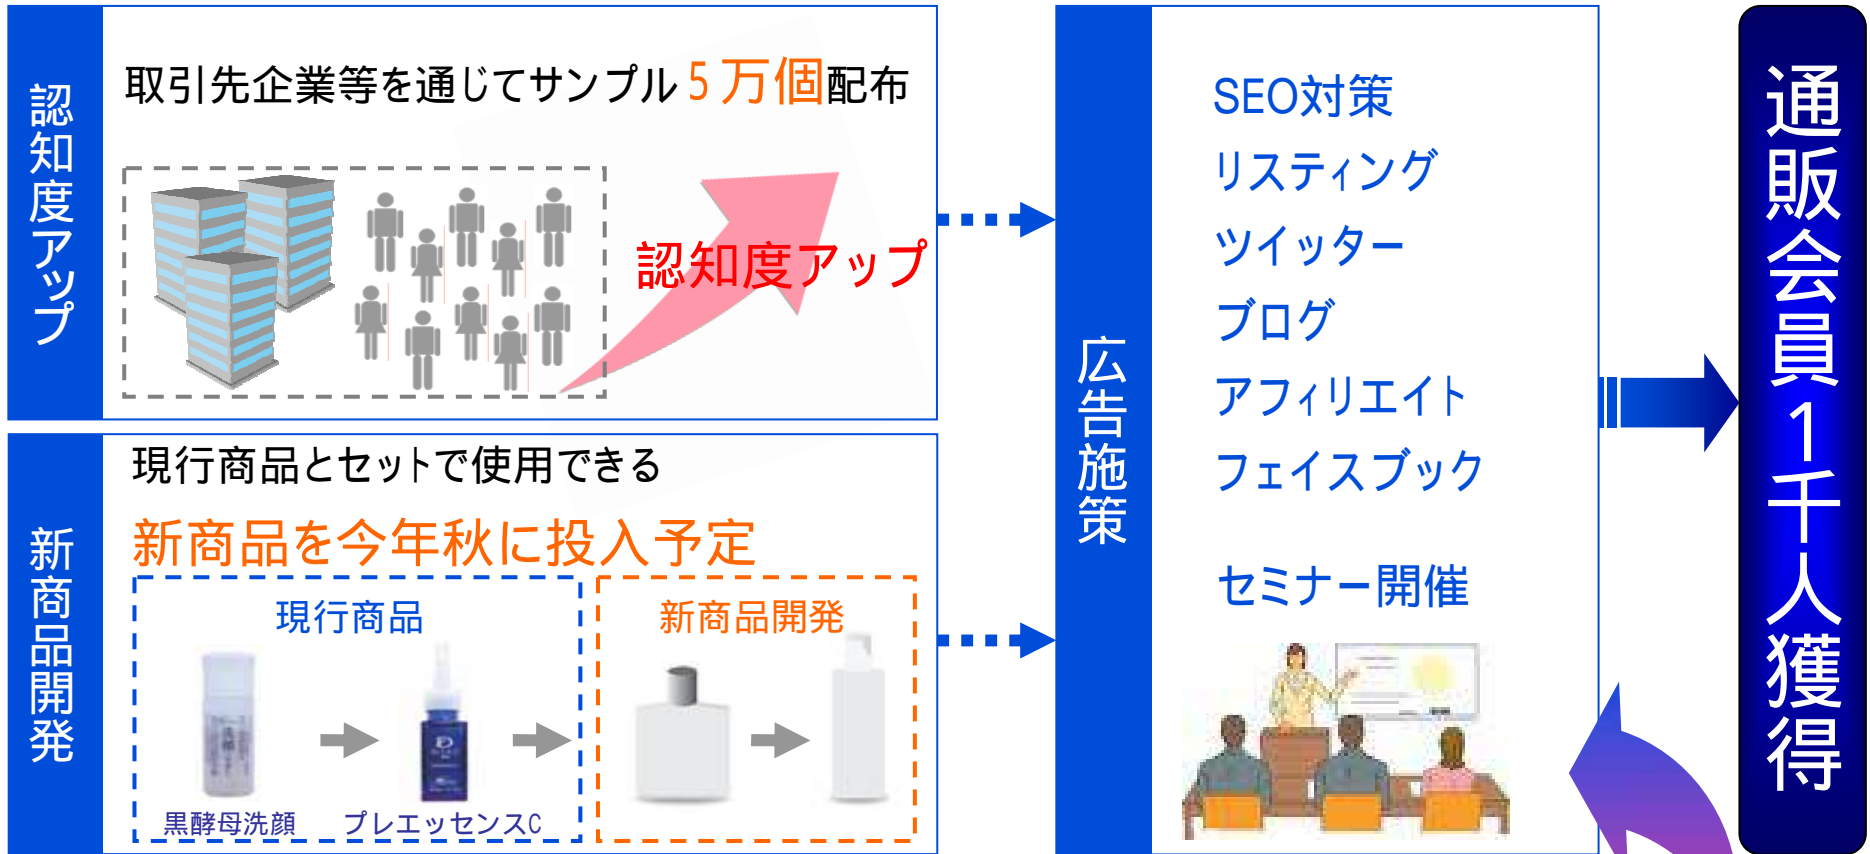 認知度アップ
取引先企業等を通じてサンプル5万個配布
認知度アップ
新商品開発
現行商品とセットで使用できる
新商品を今年秋に投入予定
現行商品
新商品開発
黒酵母洗顔
プレエッセンスC
広告施策
SEO対策
リスティング
ツイッター
ブログ
アフィリエイト
フェイスブック
セミナー開催
通販会員1千人獲得